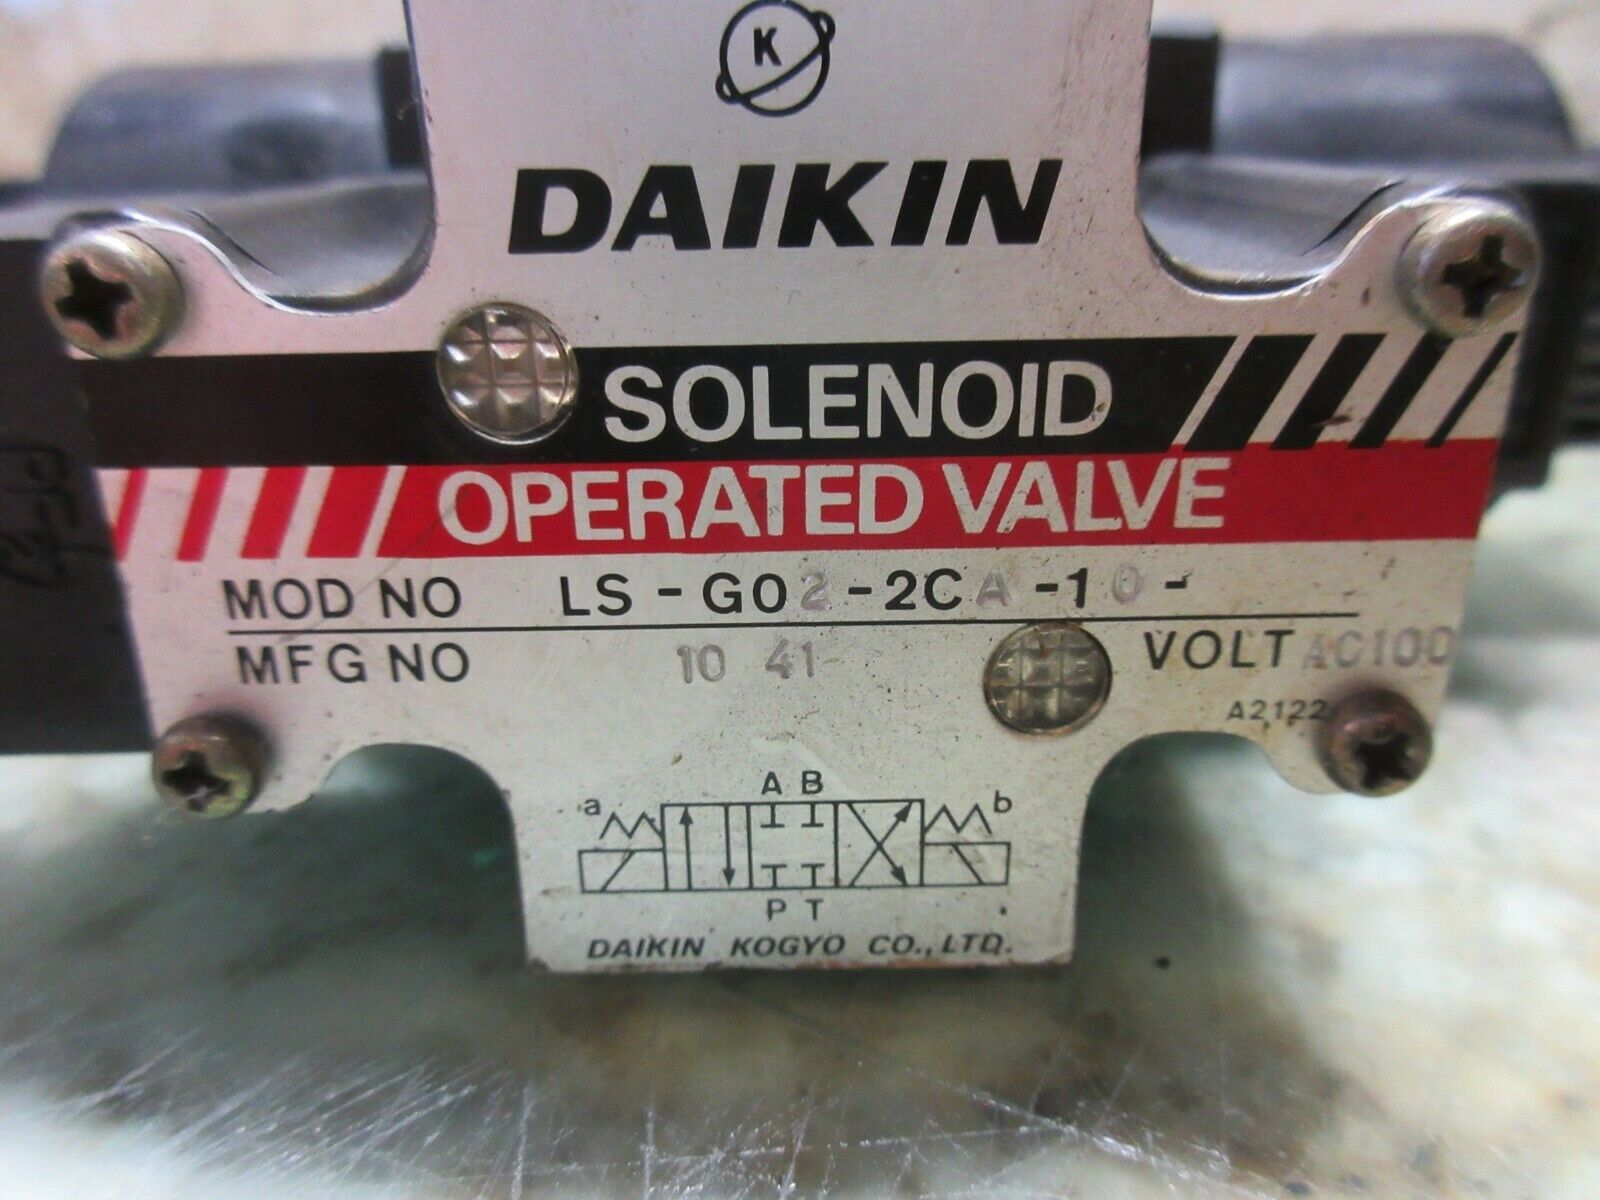 K
DAIKIN
SOLENOID
OPERATED VALVE
MOD NO LS - G02 - 2CA - 10 -
MFG NO 10 41 VOLT AC100
A2122
A B
a b
P T
DAIKIN KOGYO CO., LTD.